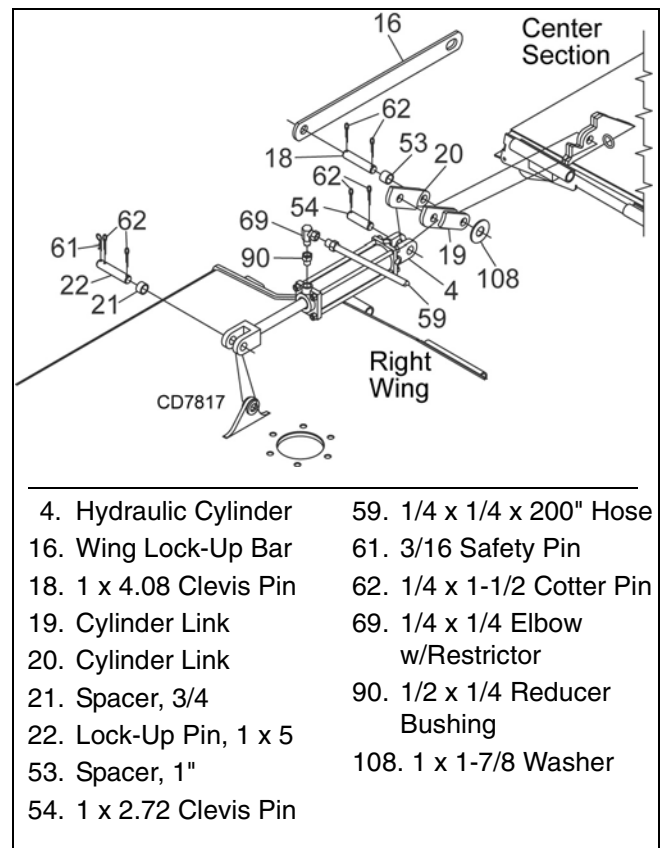 16
Center
Section
62
53
18
20
62
54
69
62
61
90
19
108
22
21
4
59
Right
Wing
CD7817
4. Hydraulic Cylinder
16. Wing Lock-Up Bar
18. 1 x 4.08 Clevis Pin
19. Cylinder Link
20. Cylinder Link
21. Spacer, 3/4
22. Lock-Up Pin, 1 x 5
53. Spacer, 1"
54. 1 x 2.72 Clevis Pin
59. 1/4 x 1/4 x 200" Hose
61. 3/16 Safety Pin
62. 1/4 x 1-1/2 Cotter Pin
69. 1/4 x 1/4 Elbow
w/Restrictor
90. 1/2 x 1/4 Reducer
Bushing
108. 1 x 1-7/8 Washer